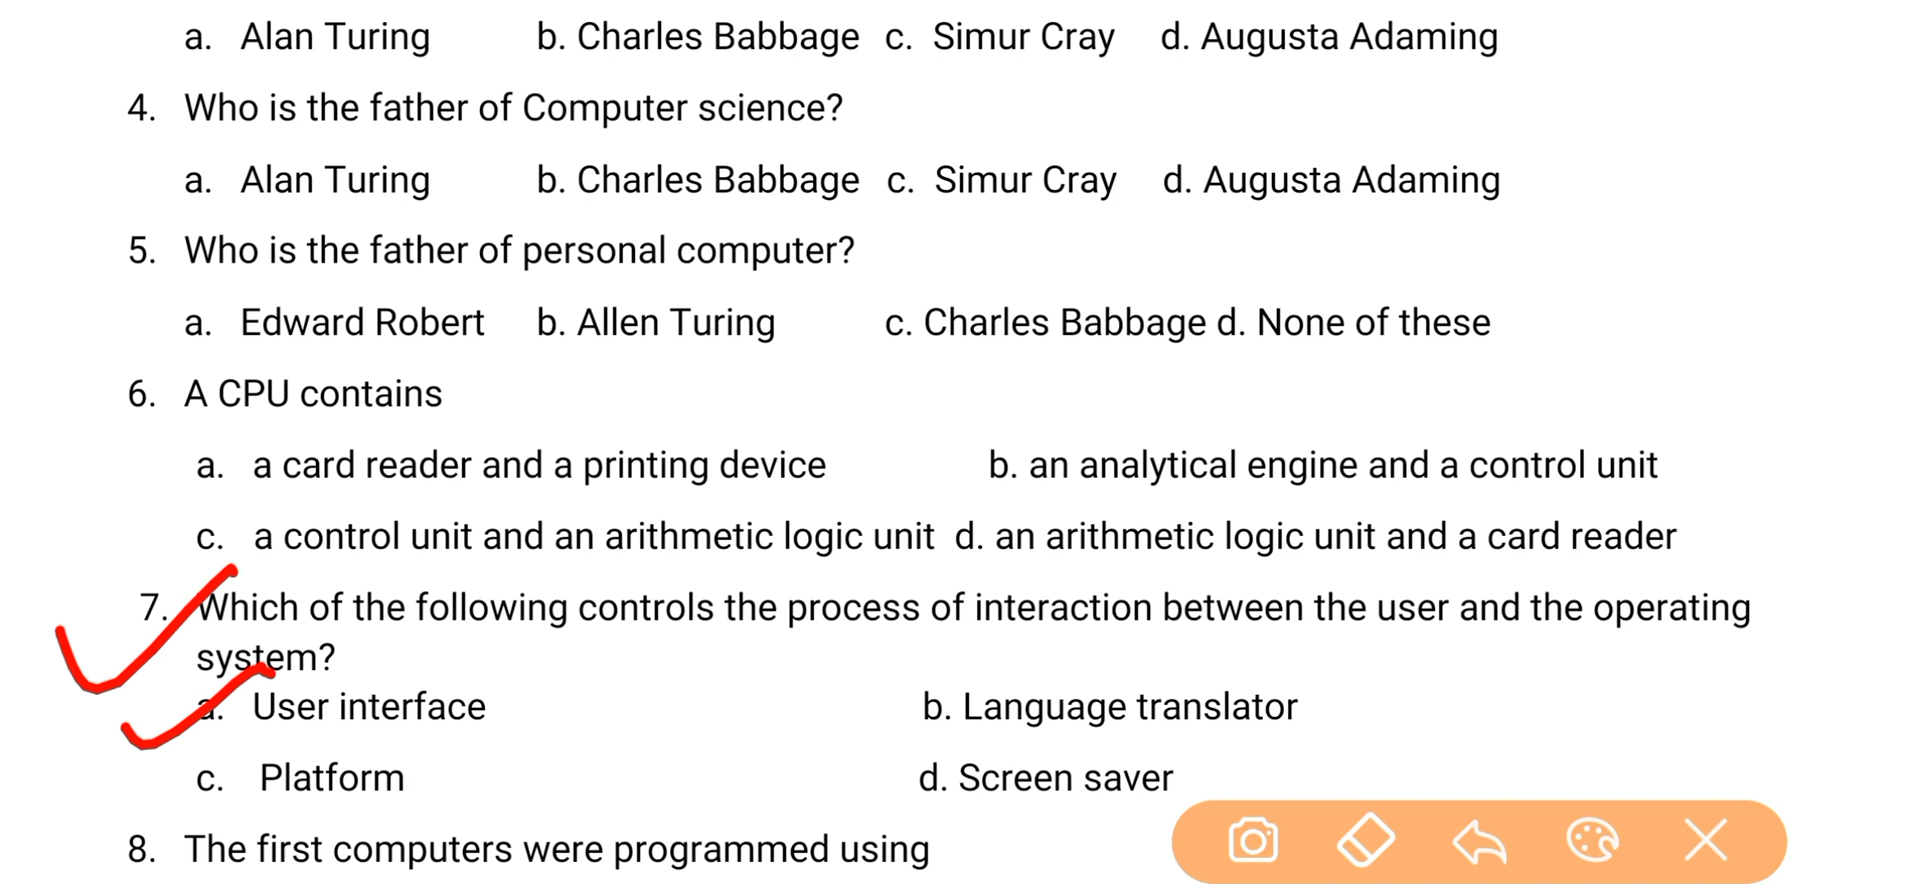 a. Alan Turing b. Charles Babbage c. Simur Cray d. Augusta Adaming
4. Who is the father of Computer science?
a. Alan Turing b. Charles Babbage c. Simur Cray d. Augusta Adaming
5. Who is the father of personal computer?
a. Edward Robert b. Allen Turing c. Charles Babbage d. None of these
6. A CPU contains
a. a card reader and a printing device b. an analytical engine and a control unit
c. a control unit and an arithmetic logic unit d. an arithmetic logic unit and a card reader
7. Which of the following controls the process of interaction between the user and the operating
system?
a. User interface b. Language translator
c. Platform d. Screen saver
8. The first computers were programmed using